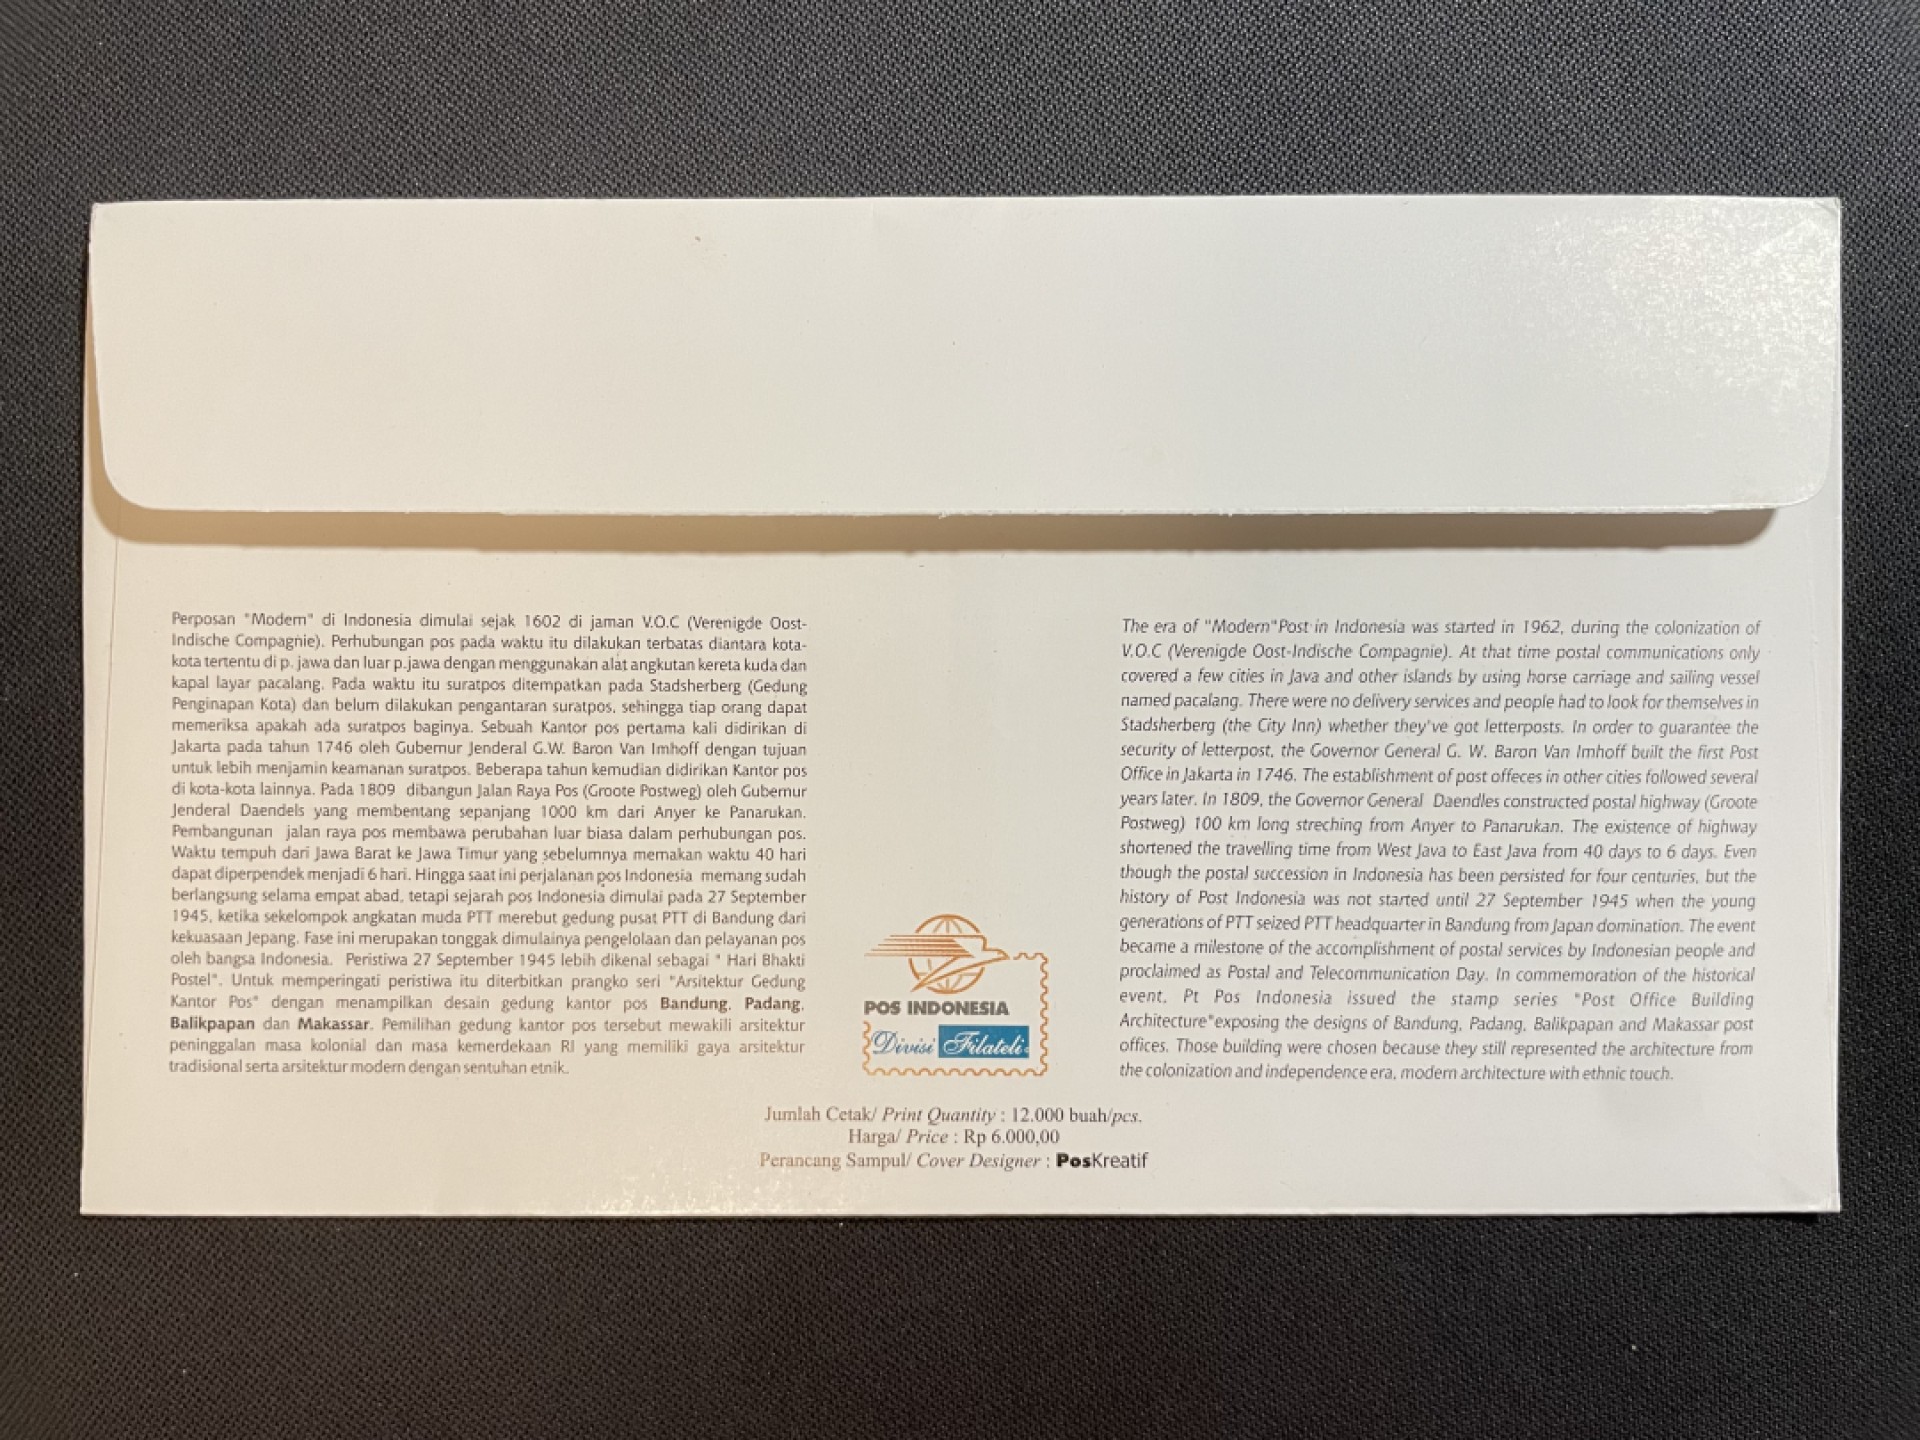 Perposan "Modern" di Indonesia dimulai sejak 1602 di jaman V.O.C (Verenigde Oost-
Indische Compagnie). Perhubungan pos pada waktu itu dilakukan terbatas diantara kota-
kota tertentu di p. jawa dan luar p.jawa dengan menggunakan alat angkutan kereta kuda dan
kapal layar pacalang. Pada waktu itu suratpos ditempatkan pada Stadsherberg (Gedung
Penginapan Kota) dan belum dilakukan pengantaran suratpos, sehingga tiap orang dapat
memeriksa apakah ada suratpos baginya. Sebuah Kantor pos pertama kali didirikan di
Jakarta pada tahun 1746 oleh Gubernur Jenderal G.W. Baron Van Imhoff dengan tujuan
untuk lebih menjamin keamanan suratpos. Beberapa tahun kemudian didirikan Kantor pos
di kota-kota lainnya. Pada 1809 dibangun Jalan Raya Pos (Groote Postweg) oleh Gubernur
Jenderal Daendels yang membentang sepanjang 1000 km dari Anyer ke Panarukan.
Pembangunan jalan raya pos membawa perubahan luar biasa dalam perhubungan pos.
Waktu tempuh dari Jawa Barat ke Jawa Timur yang sebelumnya memakan waktu 40 hari
dapat diperpendek menjadi 6 hari. Hingga saat ini perjalanan pos Indonesia memang sudah
berlangsung selama empat abad, tetapi sejarah pos Indonesia dimulai pada 27 September
1945, ketika sekelompok angkatan muda PTT merebut gedung pusat PTT di Bandung dari
kekuasaan Jepang. Fase ini merupakan tonggak dimulainya pengelolaan dan pelayanan pos
oleh bangsa Indonesia. Peristiwa 27 September 1945 lebih dikenal sebagai " Hari Bhakti
Postel". Untuk memperingati peristiwa itu diterbitkan prangko seri "Arsitektur Gedung
Kantor Pos" dengan menampilkan desain gedung kantor pos Bandung, Padang,
Balikpapan dan Makassar. Pemilihan gedung kantor pos tersebut mewakili arsitektur
peninggalan masa kolonial dan masa kemerdekaan RI yang memiliki gaya arsitektur
tradisional serta arsitektur modern dengan sentuhan etnik.
POS INDONESIA
Divisi Filateli
The era of "Modern"Post in Indonesia was started in 1962, during the colonization of
V.O.C (Verenigde Oost-Indische Compagnie). At that time postal communications only
covered a few cities in Java and other islands by using horse carriage and sailing vessel
named pacalang. There were no delivery services and people had to look for themselves in
Stadsherberg (the City Inn) whether they've got letterposts. In order to guarantee the
security of letterpost, the Governor General G. W. Baron Van Imhoff built the first Post
Office in Jakarta in 1746. The establishment of post offeces in other cities followed several
years later. In 1809, the Governor General Daendles constructed postal highway (Groote
Postweg) 100 km long streching from Anyer to Panarukan. The existence of highway
shortened the travelling time from West Java to East Java from 40 days to 6 days. Even
though the postal succession in Indonesia has been persisted for four centuries, but the
history of Post Indonesia was not started until 27 September 1945 when the young
generations of PTT seized PTT headquarter in Bandung from Japan domination. The event
became a milestone of the accomplishment of postal services by Indonesian people and
proclaimed as Postal and Telecommunication Day. In commemoration of the historical
event, Pt Pos Indonesia issued the stamp series "Post Office Building
Architecture"exposing the designs of Bandung, Padang, Balikpapan and Makassar post
offices. Those building were chosen because they still represented the architecture from
the colonization and independence era, modern architecture with ethnic touch.
Jumlah Cetak/ Print Quantity : 12.000 buah/pcs.
Harga/ Price : Rp 6.000,00
Perancang Sampul/ Cover Designer : PosKreatif